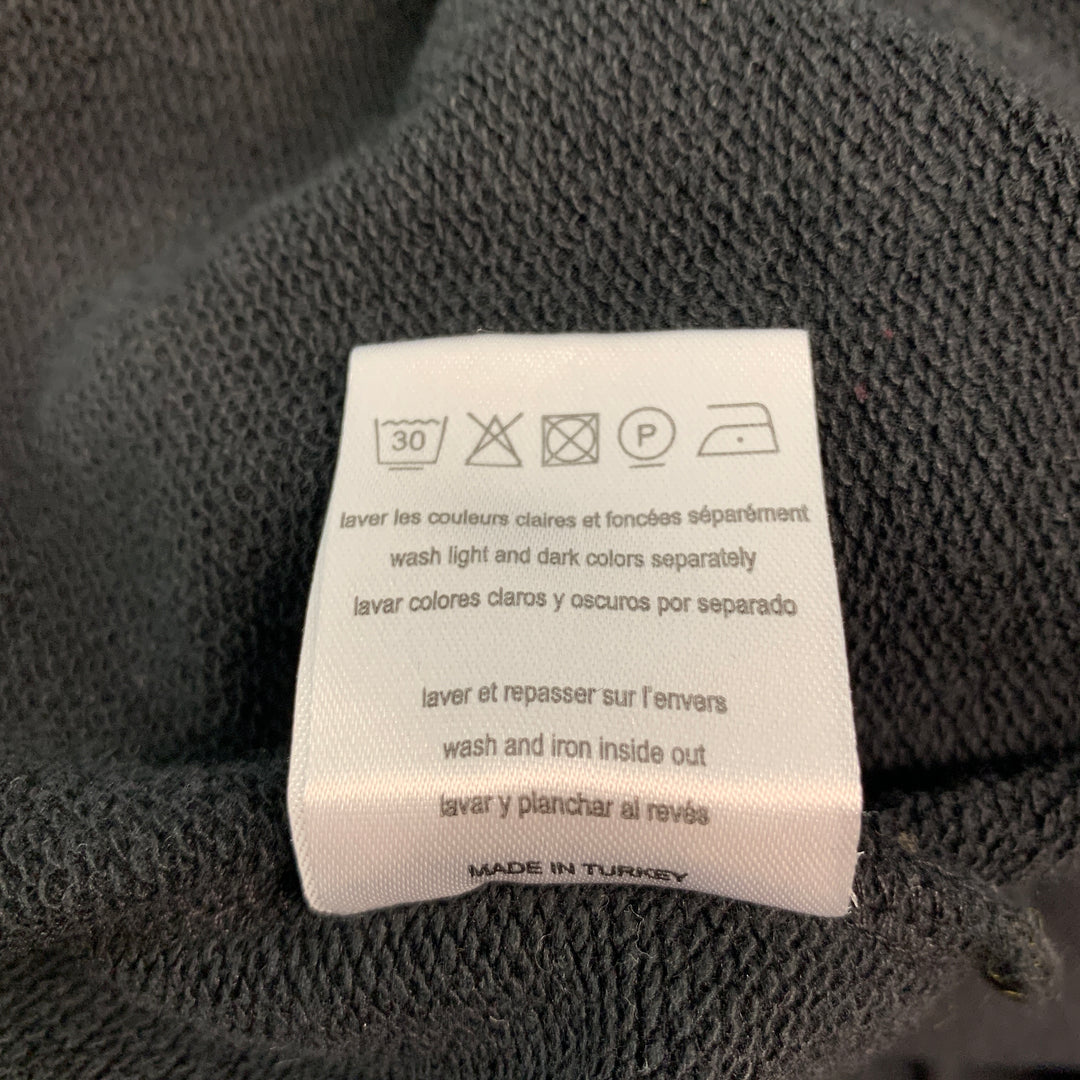 30 P
laver les couleurs claires et foncées séparément
wash light and dark colors separately
lavar colores claros y oscuros por separado
laver et repasser sur l'envers
wash and iron inside out
lavar y planchar al revés
MADE IN TURKEY